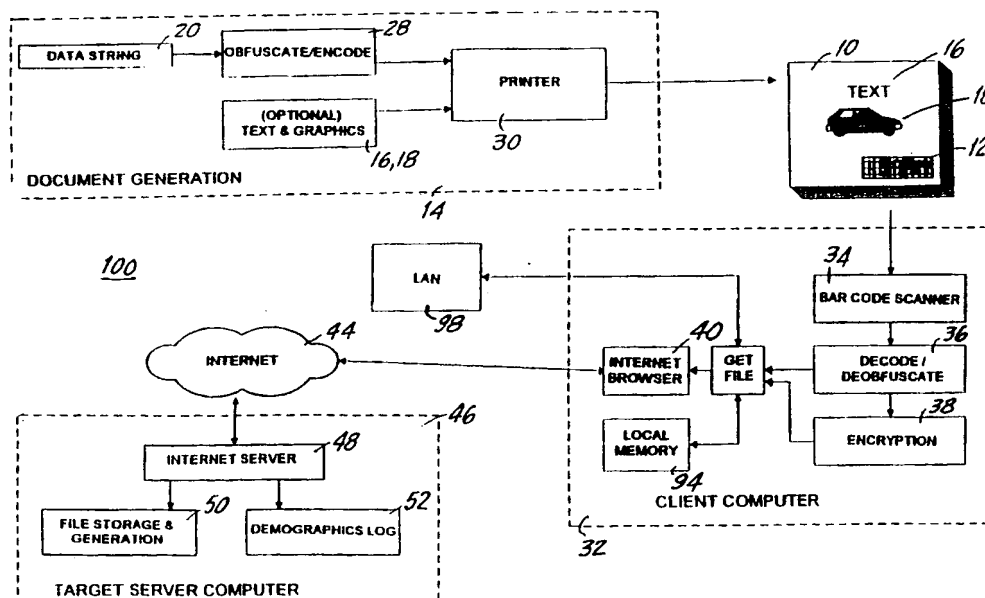 20
DATA STRING
28
OBFUSCATE/ENCODE
PRINTER
30
(OPTIONAL)
TEXT & GRAPHICS
16,18
DOCUMENT GENERATION
14
10
16
TEXT
18
12
100
LAN
98
34
BAR CODE SCANNER
36
DECODE /
DEOBFUSCATE
38
ENCRYPTION
GET
FILE
40
INTERNET
BROWSER
LOCAL
MEMORY
94
CLIENT COMPUTER
32
44
INTERNET
46
INTERNET SERVER
48
50
FILE STORAGE &
GENERATION
52
DEMOGRAPHICS LOG
TARGET SERVER COMPUTER